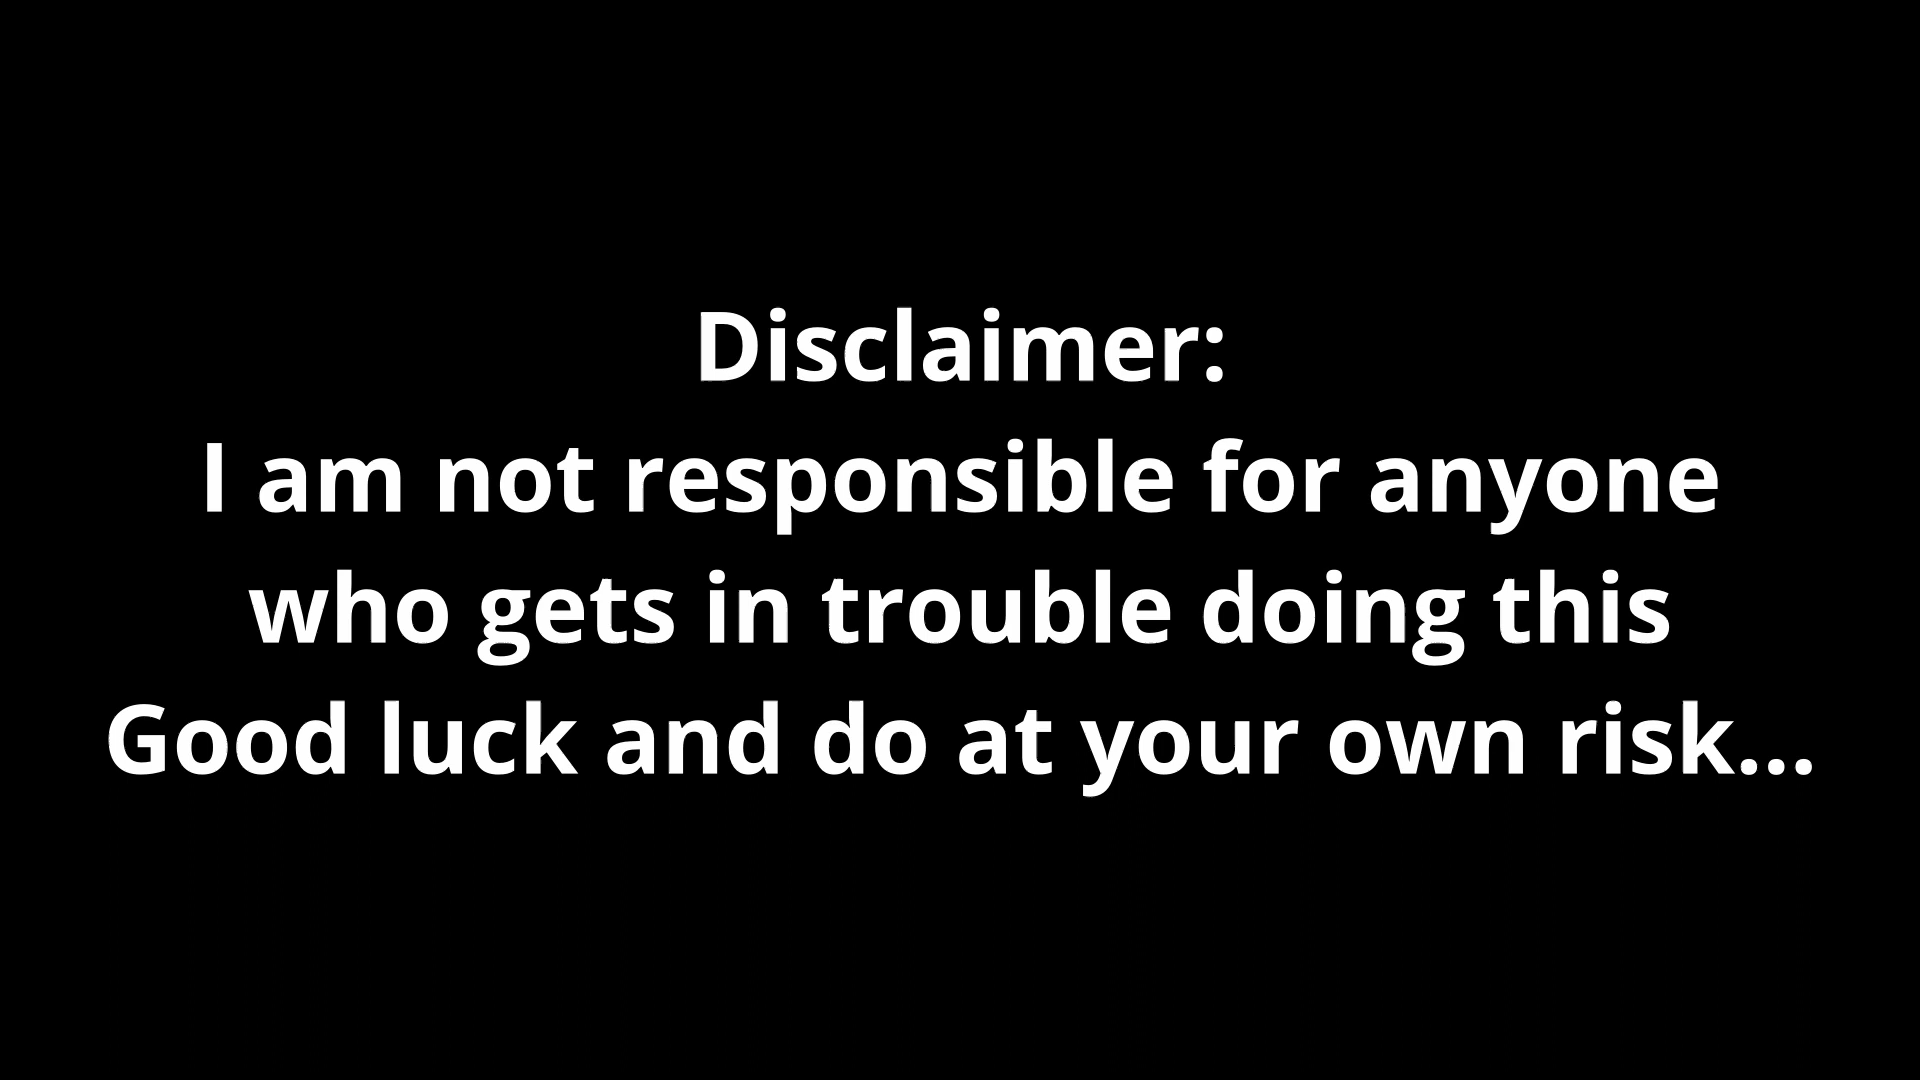 Disclaimer:
I am not responsible for anyone
who gets in trouble doing this
Good luck and do at your own risk...